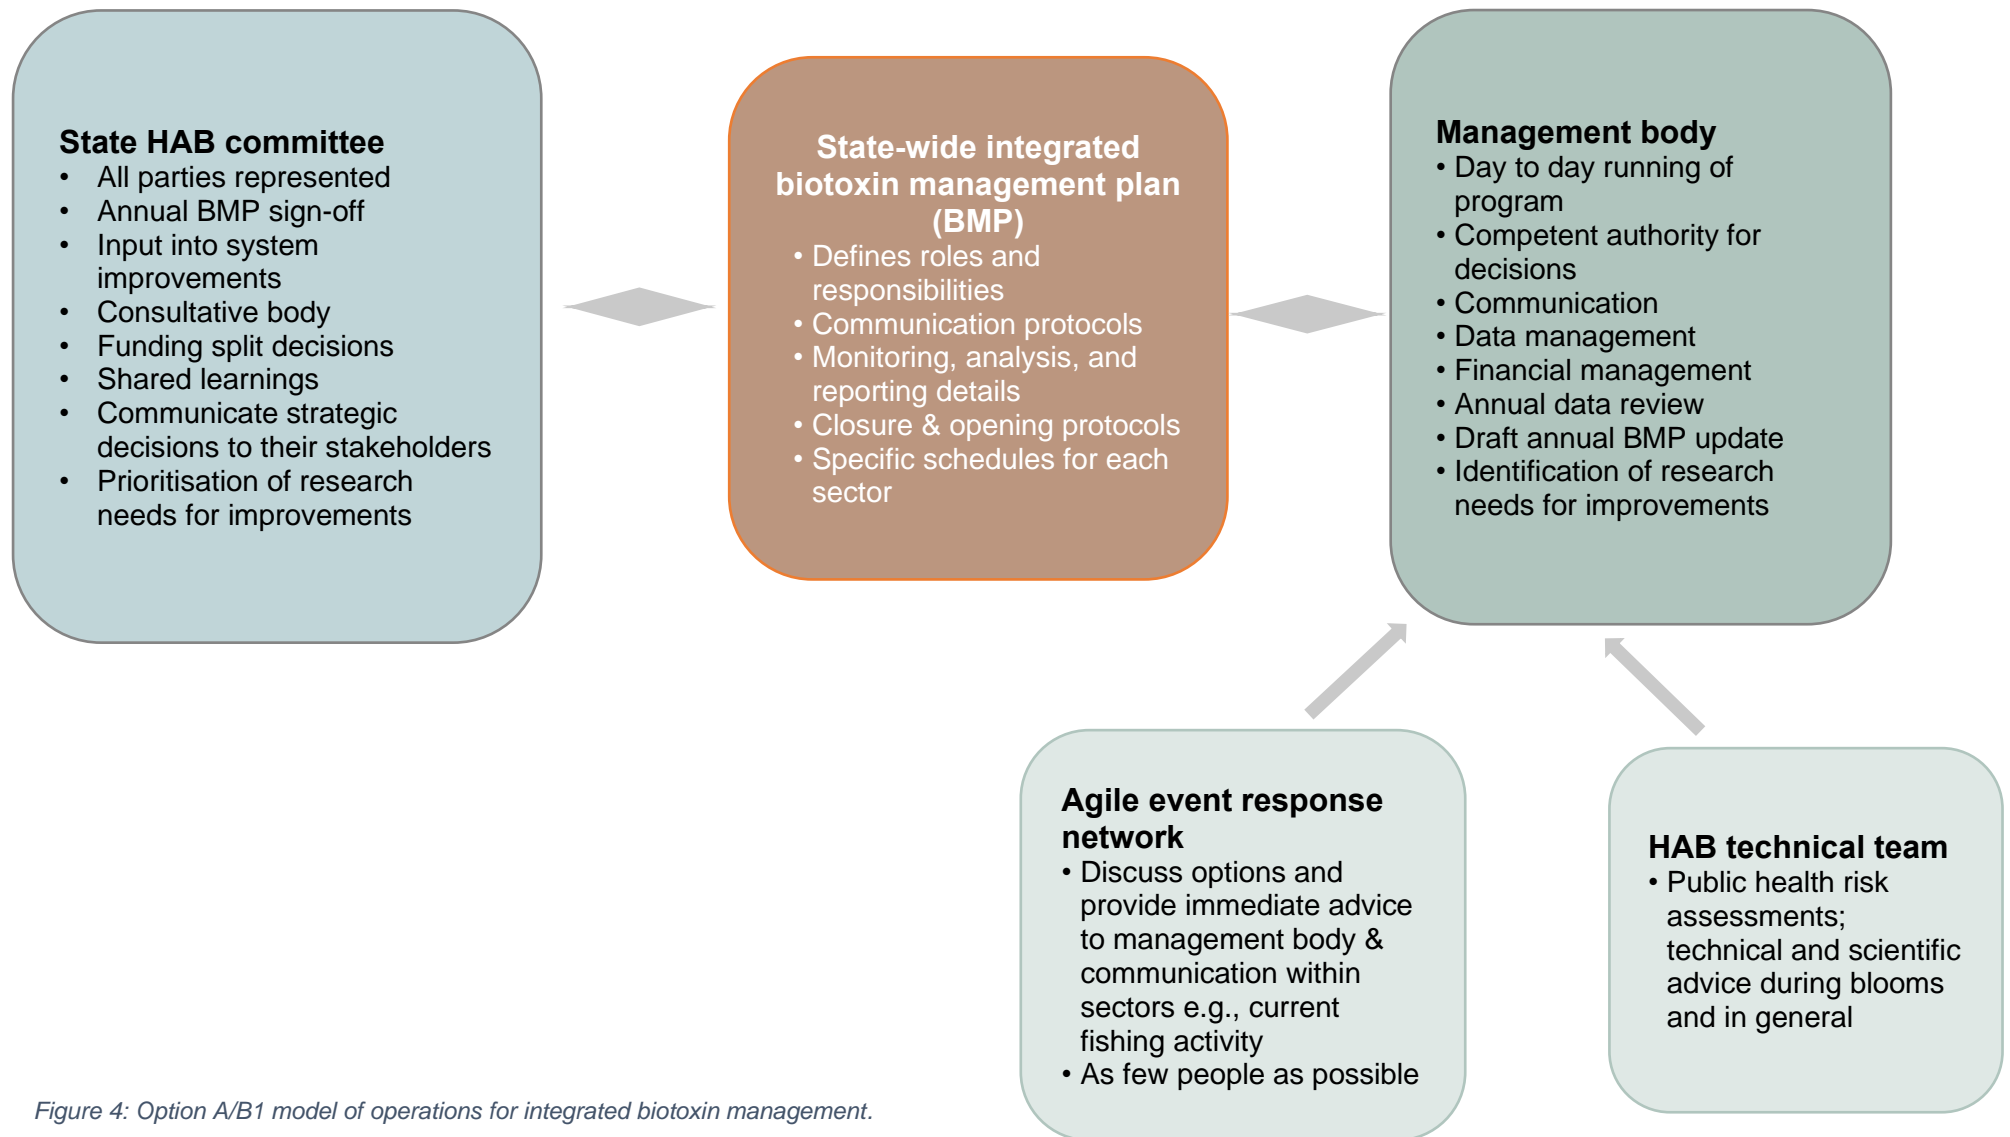 State HAB committee
• All parties represented
• Annual BMP sign-off
• Input into system
improvements
• Consultative body
• Funding split decisions
• Shared learnings
• Communicate strategic
decisions to their stakeholders
• Prioritisation of research
needs for improvements
State-wide integrated
biotoxin management plan
(BMP)
• Defines roles and
responsibilities
• Communication protocols
• Monitoring, analysis, and
reporting details
• Closure & opening protocols
• Specific schedules for each
sector
Management body
• Day to day running of
program
• Competent authority for
decisions
• Communication
• Data management
• Financial management
• Annual data review
• Draft annual BMP update
• Identification of research
needs for improvements
Agile event response
network
• Discuss options and
provide immediate advice
to management body &
communication within
sectors e.g., current
fishing activity
• As few people as possible
HAB technical team
• Public health risk
assessments;
technical and scientific
advice during blooms
and in general
Figure 4: Option A/B1 model of operations for integrated biotoxin management.